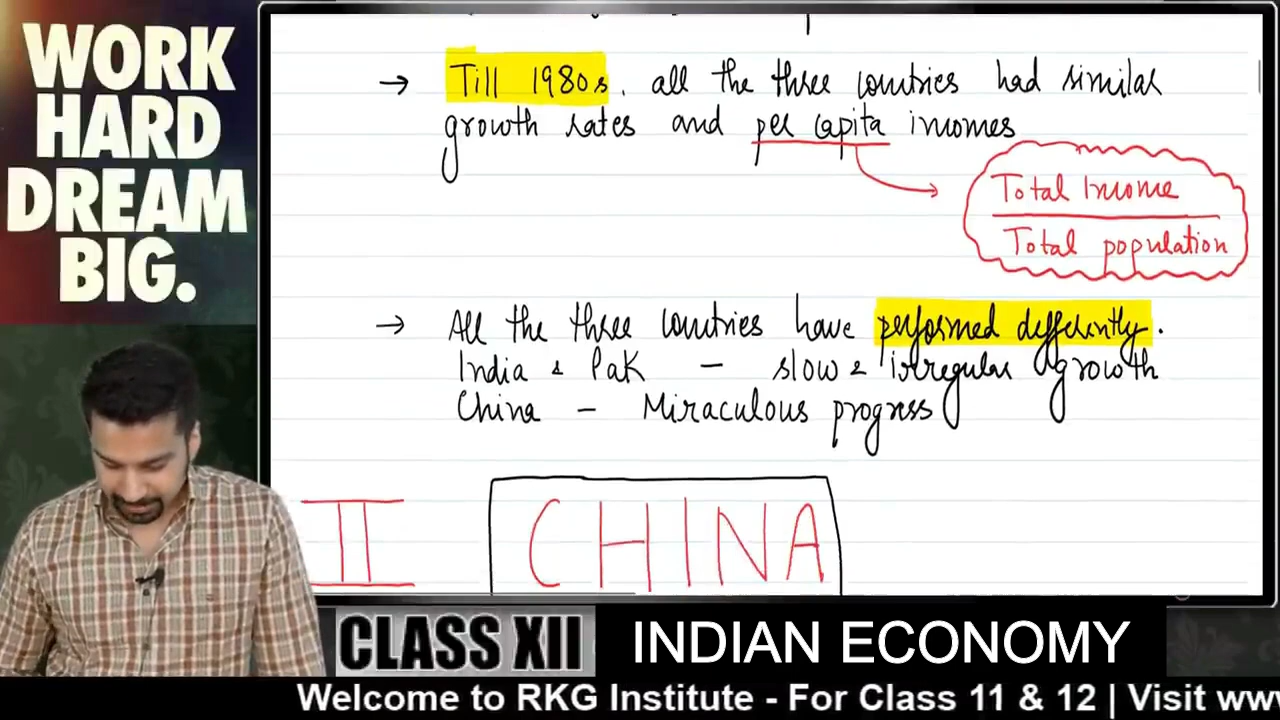 WORK
HARD
DREAM
BIG.
→ Till 1980s, all the three countries had similar
growth rates and per capita incomes
Total Income
Total population
→ All the three countries have performed differently.
India & Pak - slow & irregular growth
China - Miraculous progress
II CHINA
CLASS XII INDIAN ECONOMY
Welcome to RKG Institute - For Class 11 & 12 | Visit www